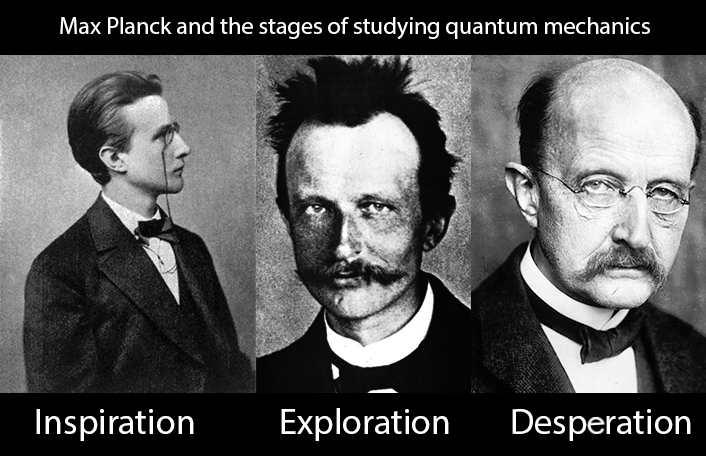 Max Planck and the stages of studying quantum mechanics
Inspiration
Exploration
Desperation